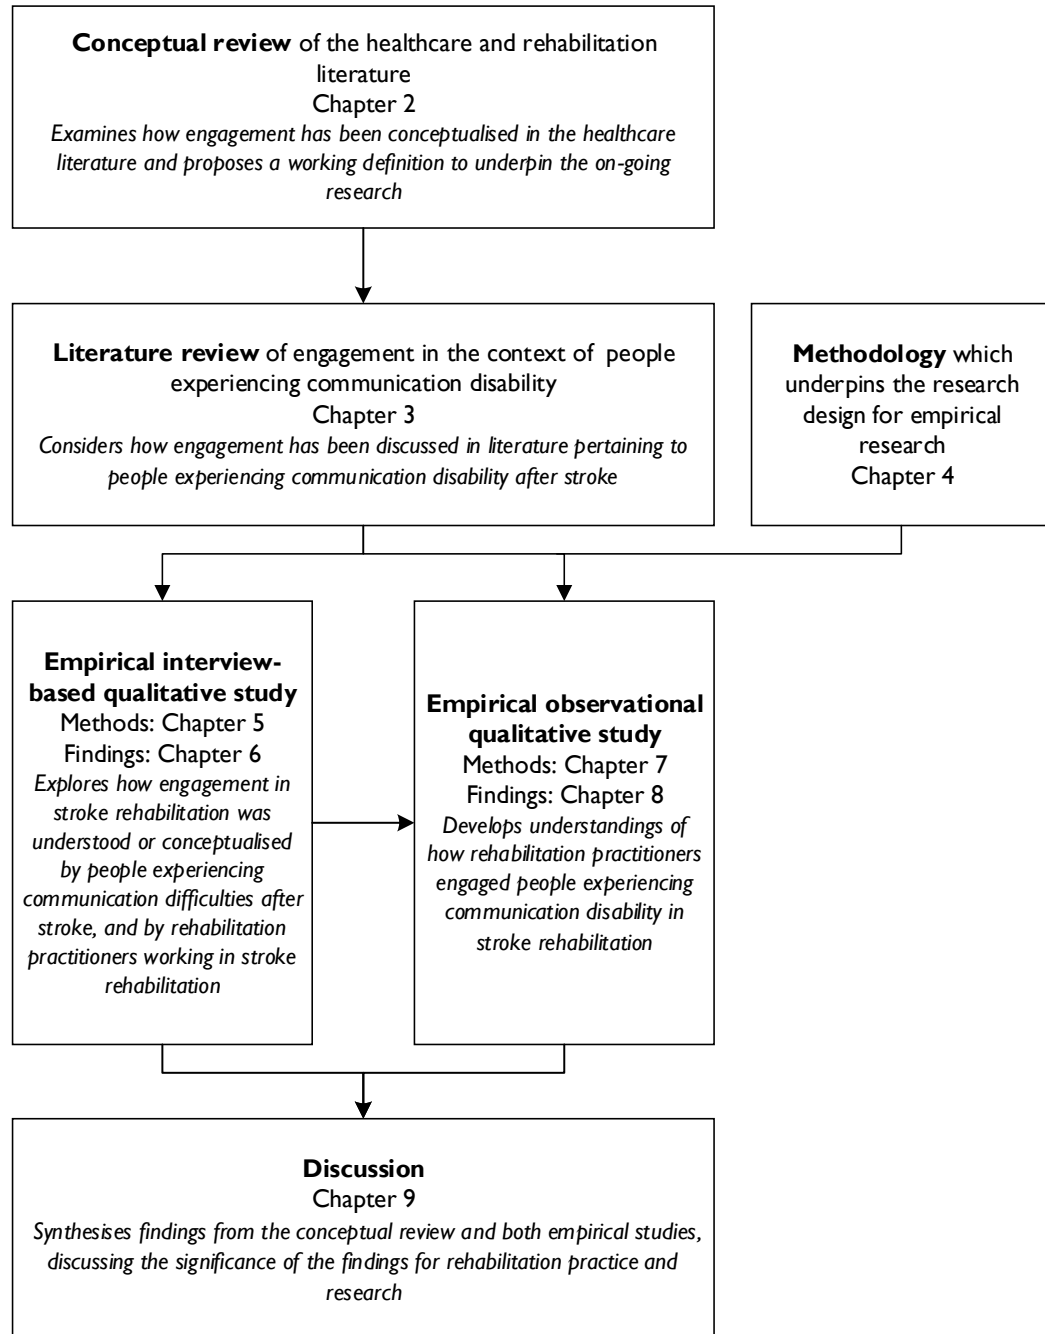 Conceptual review of the healthcare and rehabilitation
literature
Chapter 2
Examines how engagement has been conceptualised in the healthcare
literature and proposes a working definition to underpin the on-going
research
Literature review of engagement in the context of people
experiencing communication disability
Chapter 3
Considers how engagement has been discussed in literature pertaining to
people experiencing communication disability after stroke
Methodology which
underpins the research
design for empirical
research
Chapter 4
Empirical interview-
based qualitative study
Methods: Chapter 5
Findings: Chapter 6
Explores how engagement in
stroke rehabilitation was
understood or conceptualised
by people experiencing
communication difficulties after
stroke, and by rehabilitation
practitioners working in stroke
rehabilitation
Empirical observational
qualitative study
Methods: Chapter 7
Findings: Chapter 8
Develops understandings of
how rehabilitation practitioners
engaged people experiencing
communication disability in
stroke rehabilitation
Discussion
Chapter 9
Synthesises findings from the conceptual review and both empirical studies,
discussing the significance of the findings for rehabilitation practice and
research